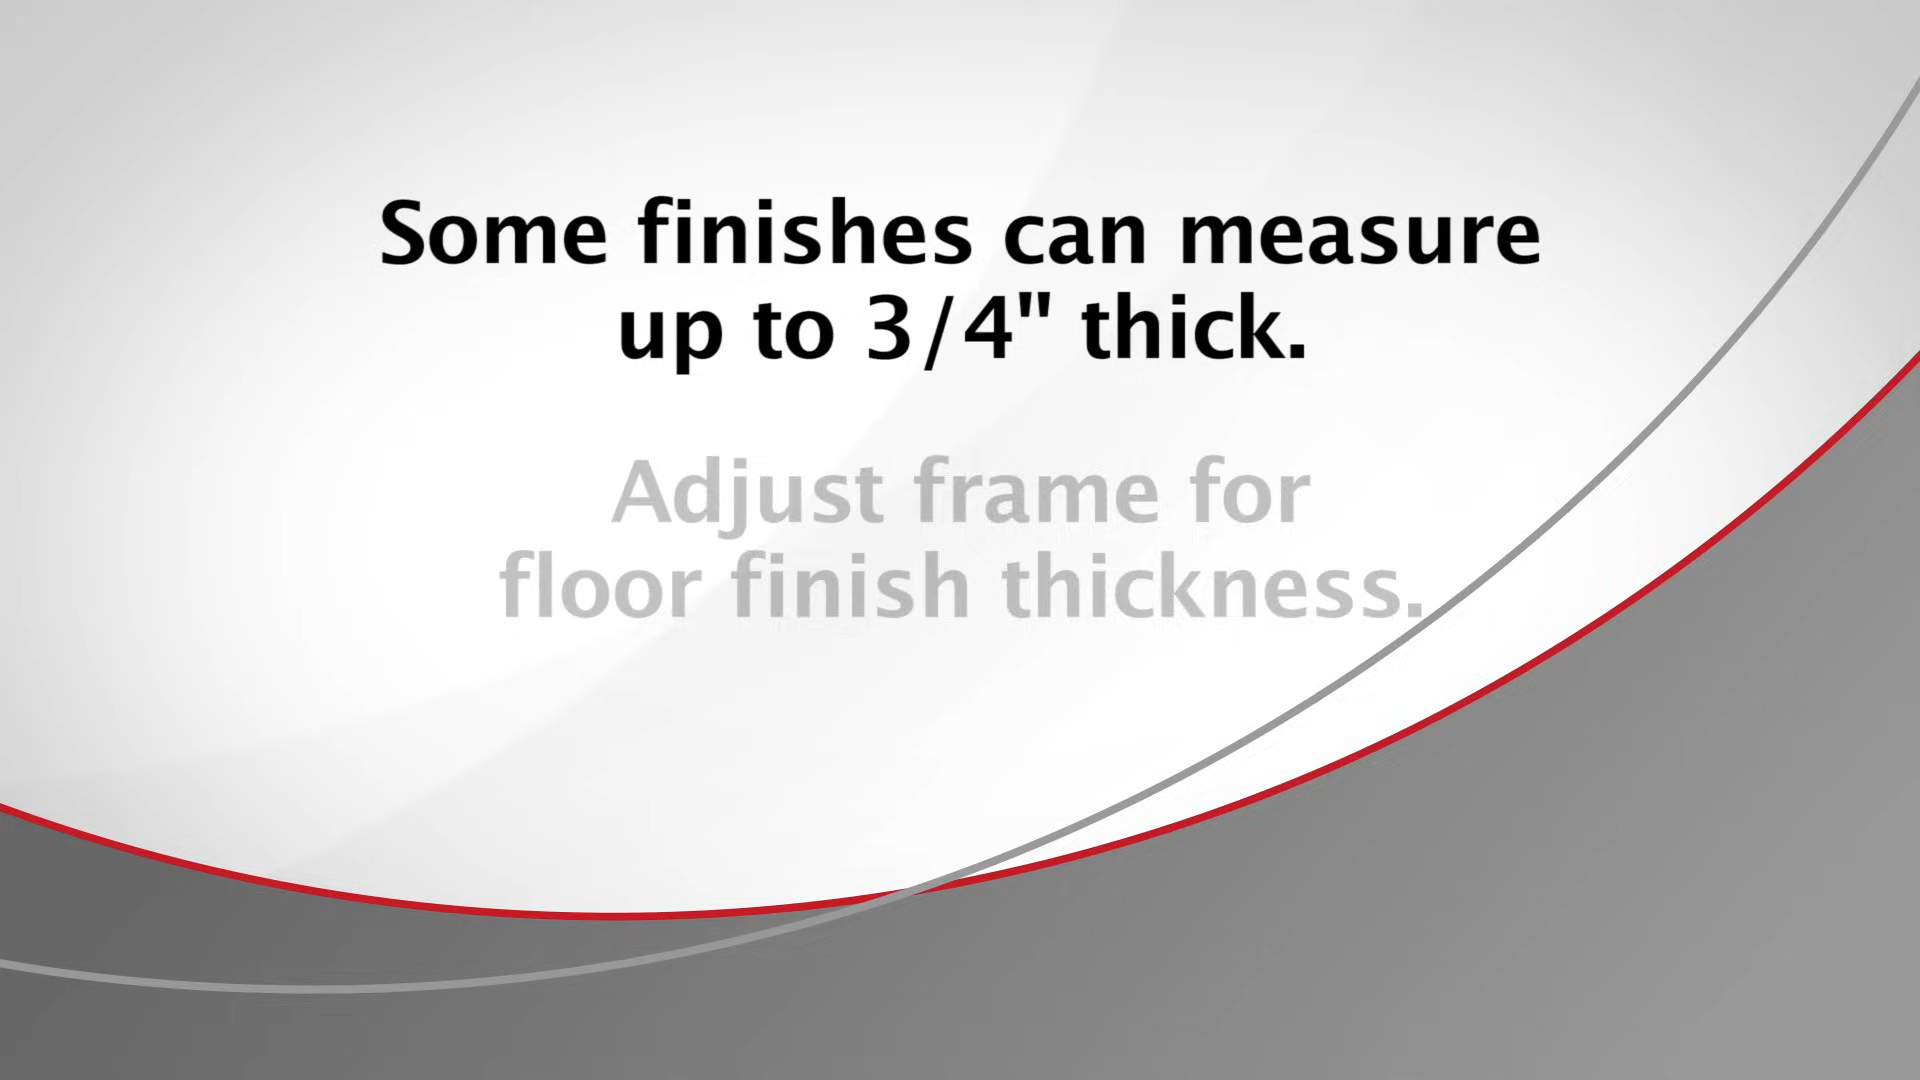 Some finishes can measure
up to 3/4" thick.
Adjust frame for
floor finish thickness.